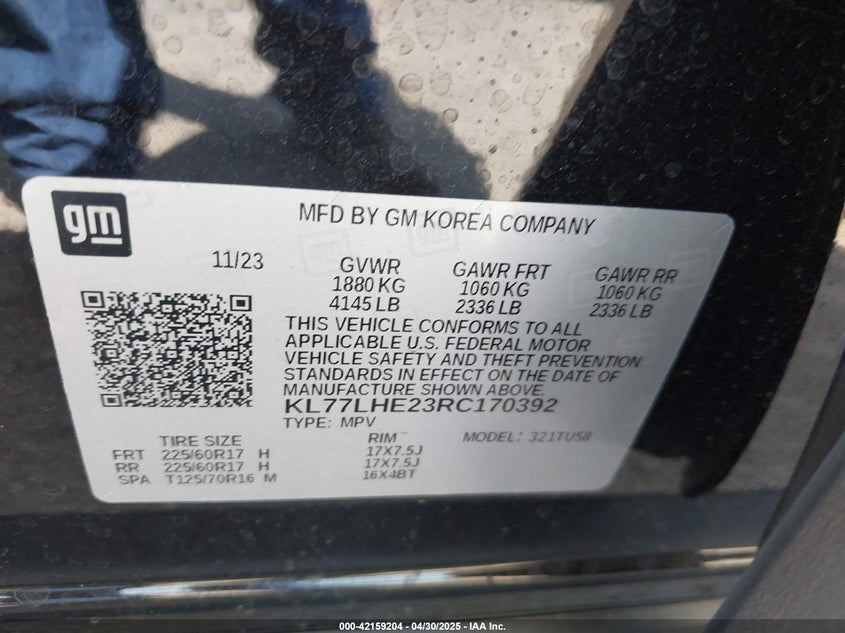 gm
MFD BY GM KOREA COMPANY
11/23
GVWR
1880 KG
4145 LB
GAWR FRT
1060 KG
2336 LB
GAWR RR
1060 KG
2336 LB
THIS VEHICLE CONFORMS TO ALL
APPLICABLE U.S. FEDERAL MOTOR
VEHICLE SAFETY AND THEFT PREVENTION
STANDARDS IN EFFECT ON THE DATE OF
MANUFACTURE SHOWN ABOVE.
KL77LHE23RC170392
TYPE: MPV
MODEL: 321TU58
TIRE SIZE RIM
FRT 225/60R17 H 17X7.5J
RR 225/60R17 H 17X7.5J
SPA T125/70R16 M 16X4BT
000-42159204 - 04/30/2025 - IAA Inc.